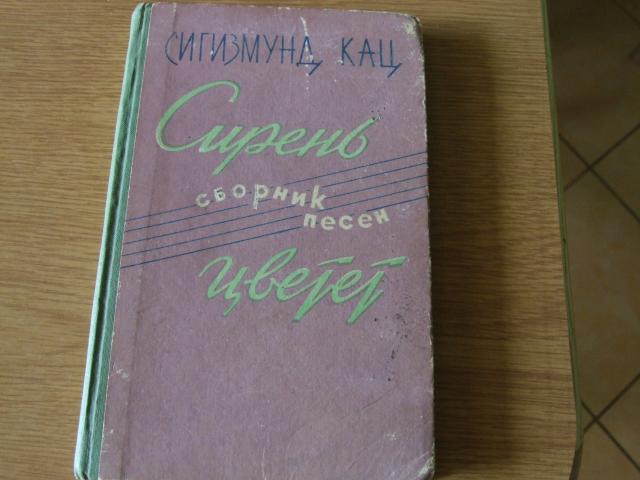 СИГИЗМУНД КАЦ
Сирень
сборник
песен
цветет